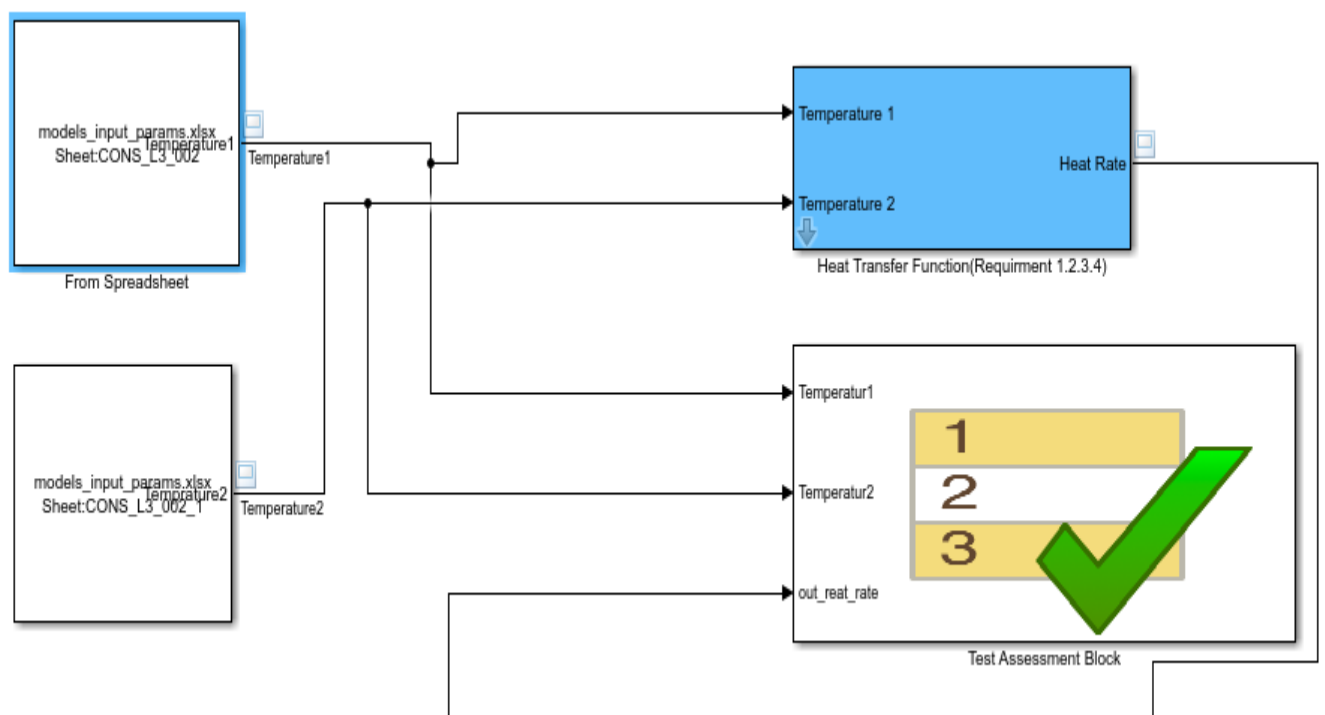 models_input_params.xlsx
Sheet:CONS_L3_002
Temperature1
Temperature1
From Spreadsheet
Temperature 1
Temperature 2
Heat Rate
Heat Transfer Function(Requirment 1.2.3.4)
models_input_params.xlsx
Sheet:CONS_L3_002_1
Temprature2
Temperature2
Temperatur1
Temperatur2
out_reat_rate
1
2
3
Test Assessment Block